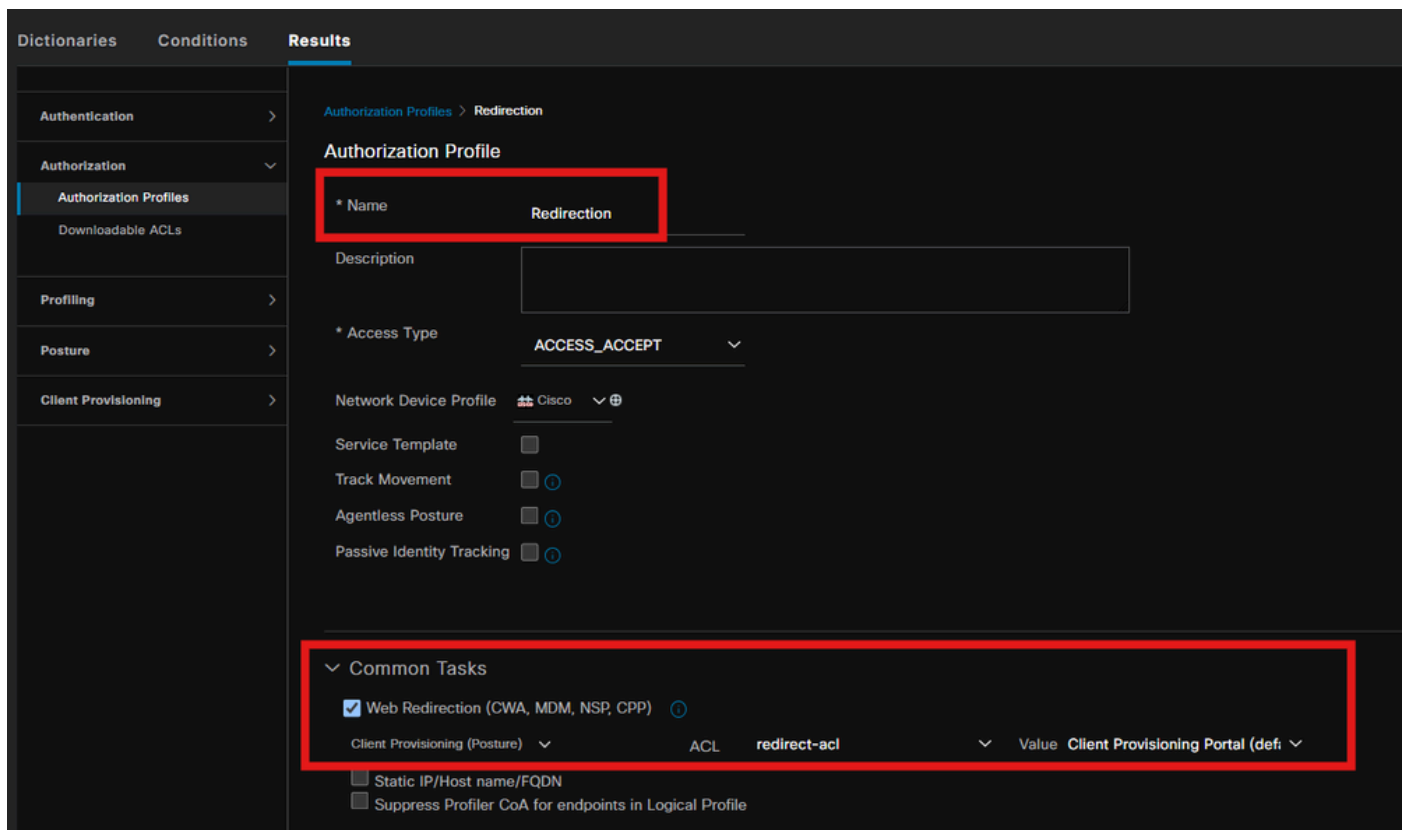 Dictionaries Conditions Results
Authentication
Authorization
Authorization Profiles
Downloadable ACLs
Profiling
Posture
Client Provisioning
Authorization Profiles > Redirection
Authorization Profile
* Name Redirection
Description
* Access Type ACCESS_ACCEPT
Network Device Profile Cisco
Service Template
Track Movement
Agentless Posture
Passive Identity Tracking
Common Tasks
Web Redirection (CWA, MDM, NSP, CPP)
Client Provisioning (Posture) ACL redirect-acl Value Client Provisioning Portal (defa
Static IP/Host name/FQDN
Suppress Profiler CoA for endpoints in Logical Profile